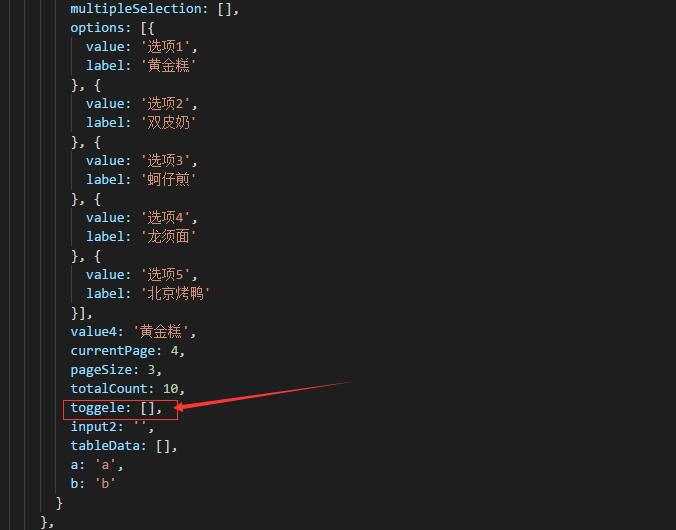 multipleSelection: [],
options: [{
value: '选项1',
label: '黄金糕'
}, {
value: '选项2',
label: '双皮奶'
}, {
value: '选项3',
label: '蚵仔煎'
}, {
value: '选项4',
label: '龙须面'
}, {
value: '选项5',
label: '北京烤鸭'
}],
value4: '黄金糕',
currentPage: 4,
pageSize: 3,
totalCount: 10,
toggele: [],
input2: '',
tableData: [],
a: 'a',
b: 'b'
}
},